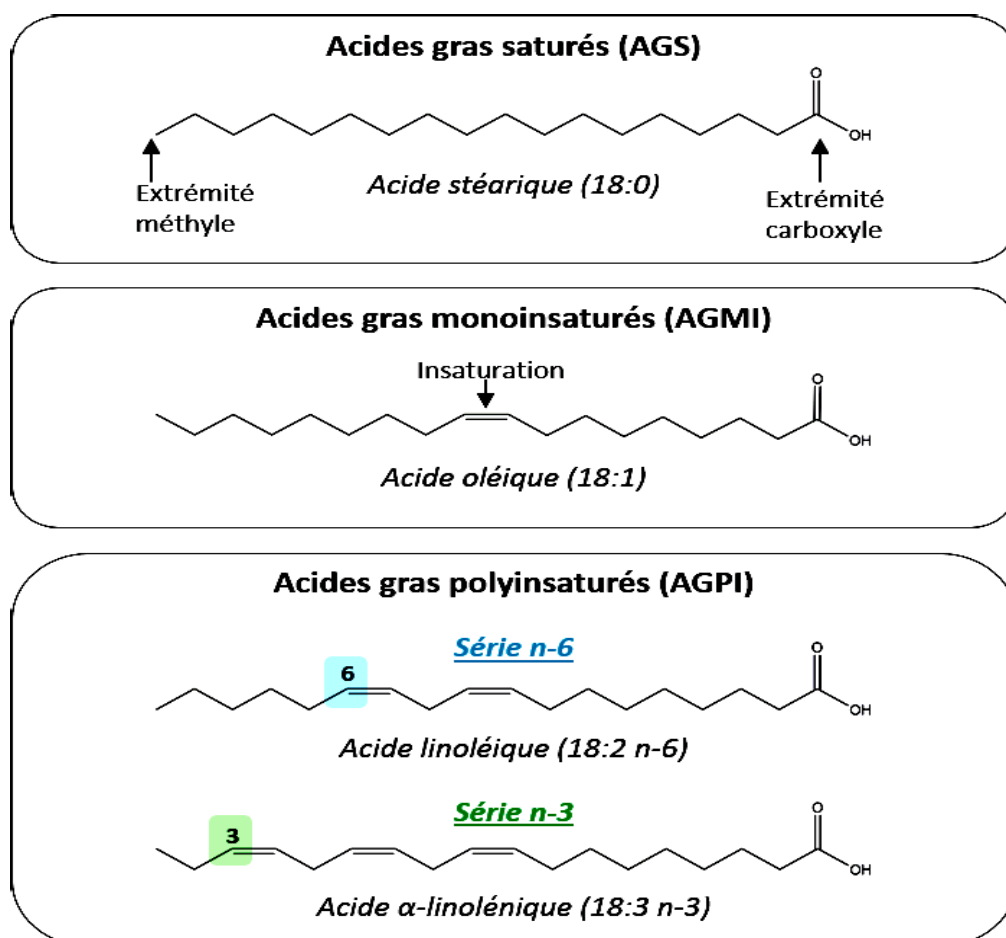 Acides gras saturés (AGS)
O
OH
Acide stéarique (18:0)
Extrémité
méthyle
Extrémité
carboxyle
Acides gras monoinsaturés (AGMI)
Insaturation
O
OH
Acide oléique (18:1)
Acides gras polyinsaturés (AGPI)
Série n-6
6
O
OH
Acide linoléique (18:2 n-6)
Série n-3
3
O
OH
Acide α-linolénique (18:3 n-3)